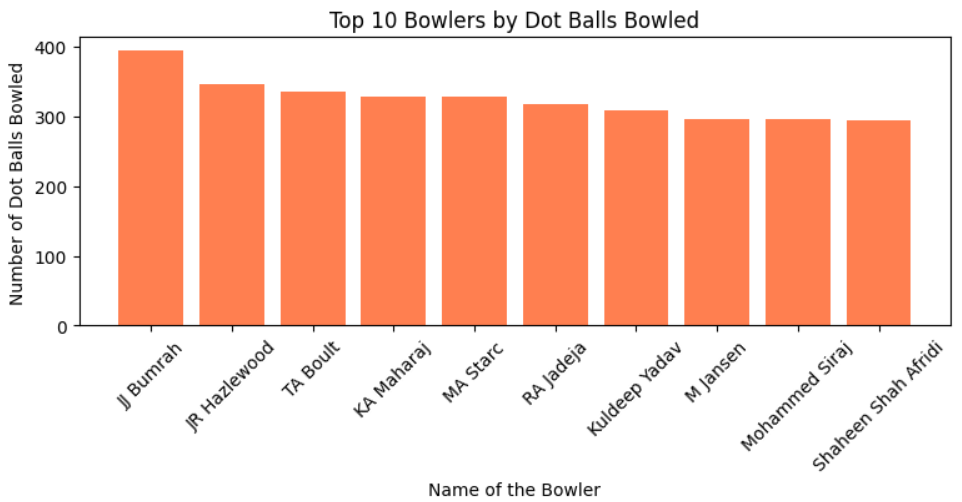 Top 10 Bowlers by Dot Balls Bowled
Number of Dot Balls Bowled
400
300
200
100
0
JJ Bumrah
JR Hazlewood
TA Boult
KA Maharaj
MA Starc
RA Jadeja
Kuldeep Yadav
M Jansen
Mohammed Siraj
Shaheen Shah Afridi
Name of the Bowler